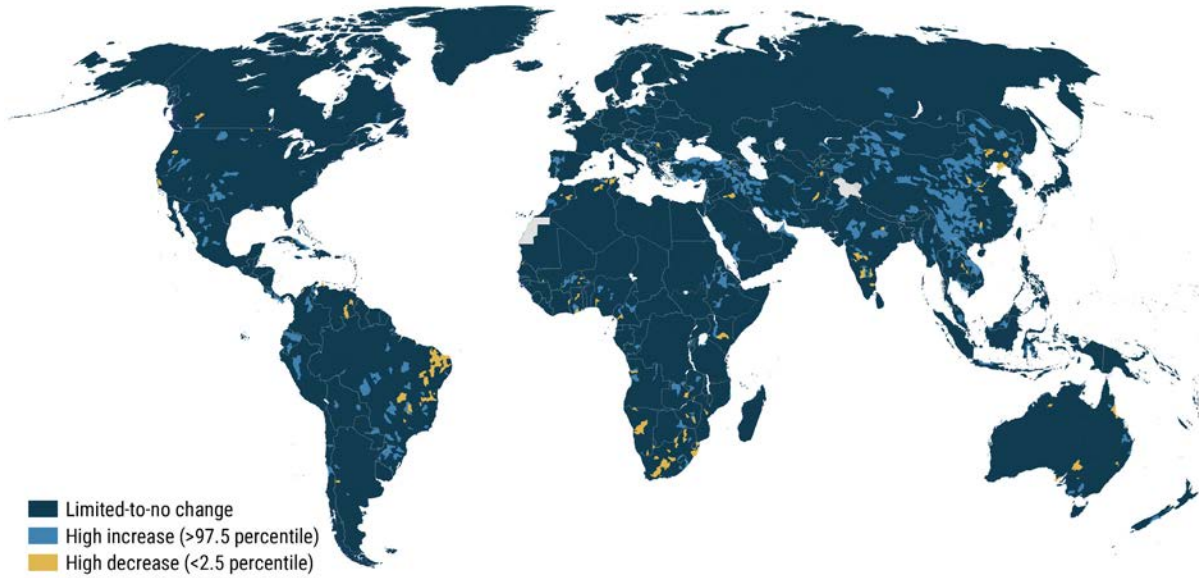 Limited-to-no change
High increase (>97.5 percentile)
High decrease (<2.5 percentile)